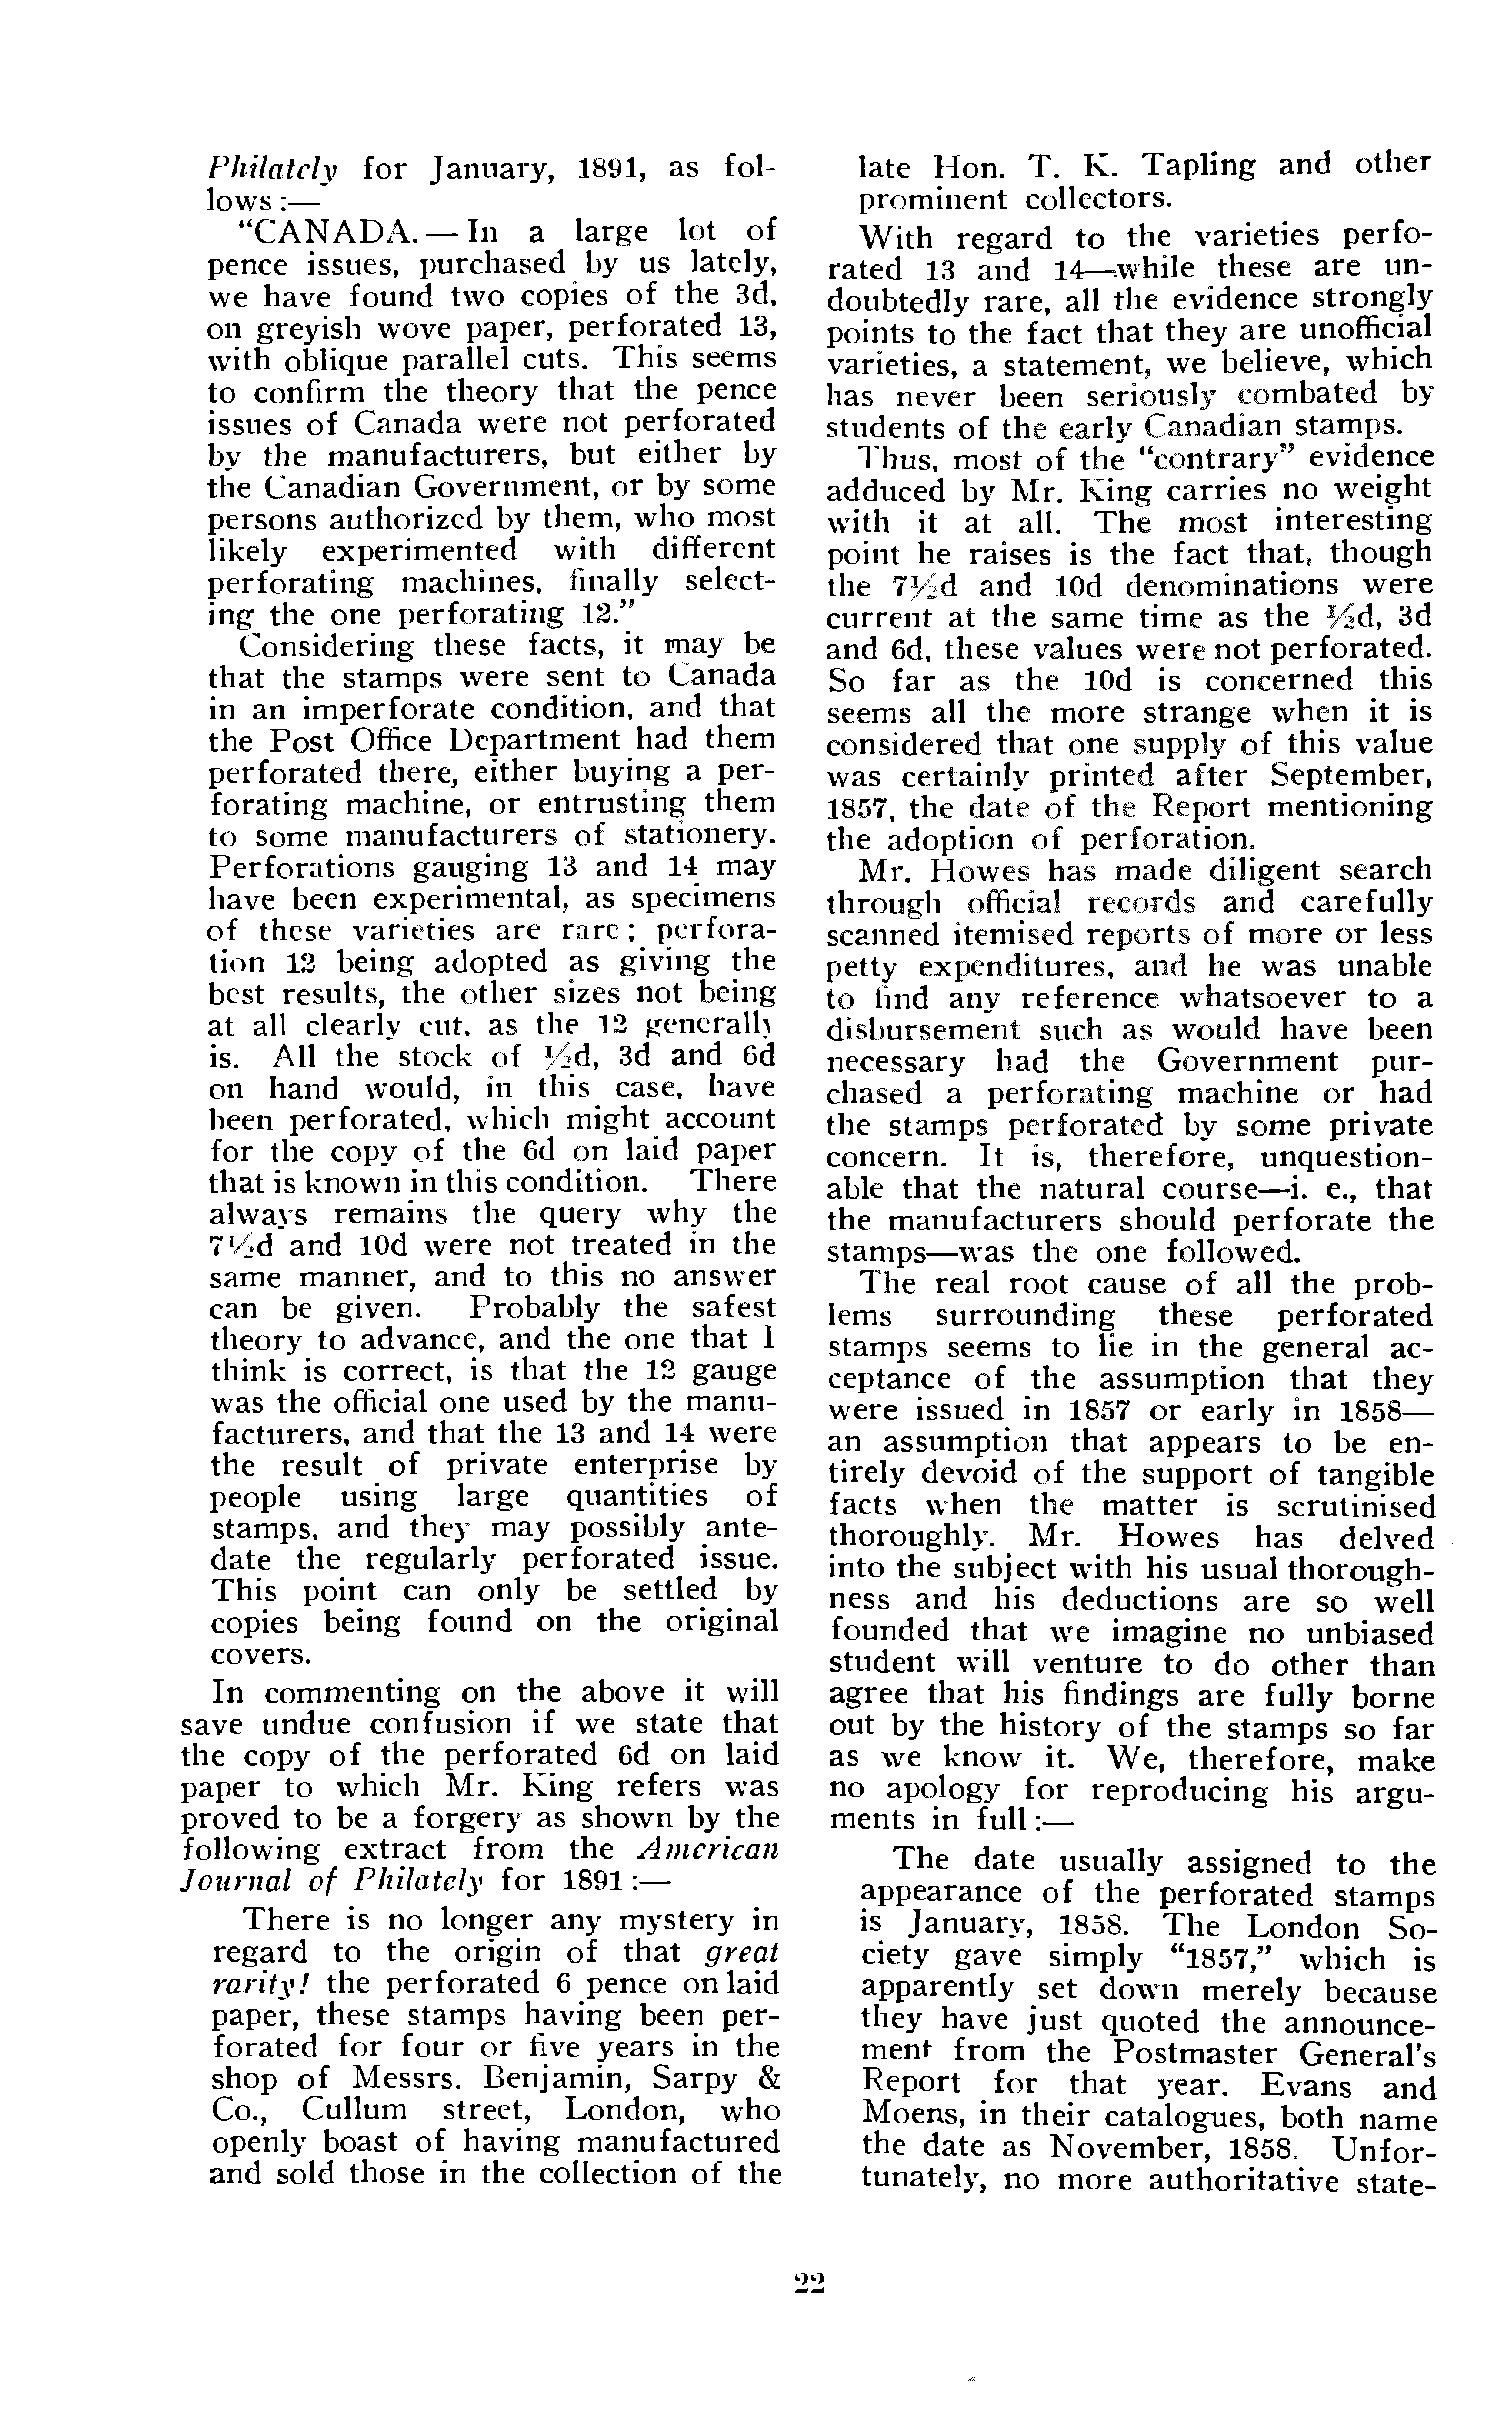 Philately for January, 1891, as fol-
lows :—
"CANADA. — In a large lot of
pence issues, purchased by us lately,
we have found two copies of the 3d,
on greyish wove paper, perforated 13,
with oblique parallel cuts. This seems
to confirm the theory that the pence
issues of Canada were not perforated
by the manufacturers, but either by
the Canadian Government, or by some
persons authorized by them, who most
likely experimented with different
perforating machines, finally select-
ing the one perforating 12."
Considering these facts, it may be
that the stamps were sent to Canada
in an imperforate condition, and that
the Post Office Department had them
perforated there, either buying a per-
forating machine, or entrusting them
to some manufacturers of stationery.
Perforations gauging 13 and 14 may
have been experimental, as specimens
of these varieties are rare; perfora-
tion 12 being adopted as giving the
best results, the other sizes not being
at all clearly cut, as the 12 generally
is. All the stock of ½d, 3d and 6d
on hand would, in this case, have
been perforated, which might account
for the copy of the 6d on laid paper
that is known in this condition. There
always remains the query why the
7½d and 10d were not treated in the
same manner, and to this no answer
can be given. Probably the safest
theory to advance, and the one that I
think is correct, is that the 12 gauge
was the official one used by the manu-
facturers, and that the 13 and 14 were
the result of private enterprise by
people using large quantities of
stamps, and they may possibly ante-
date the regularly perforated issue.
This point can only be settled by
copies being found on the original
covers.
In commenting on the above it will
save undue confusion if we state that
the copy of the perforated 6d on laid
paper to which Mr. King refers was
proved to be a forgery as shown by the
following extract from the American
Journal of Philately for 1891 :—
There is no longer any mystery in
regard to the origin of that great
rarity! the perforated 6 pence on laid
paper, these stamps having been per-
forated for four or five years in the
shop of Messrs. Benjamin, Sarpy &
Co., Cullum street, London, who
openly boast of having manufactured
and sold those in the collection of the
late Hon. T. K. Tapling and other
prominent collectors.
With regard to the varieties perfo-
rated 13 and 14—while these are un-
doubtedly rare, all the evidence strongly
points to the fact that they are unofficial
varieties, a statement, we believe, which
has never been seriously combated by
students of the early Canadian stamps.
Thus, most of the "contrary" evidence
adduced by Mr. King carries no weight
with it at all. The most interesting
point he raises is the fact that, though
the 7½d and 10d denominations were
current at the same time as the ½d, 3d
and 6d, these values were not perforated.
So far as the 10d is concerned this
seems all the more strange when it is
considered that one supply of this value
was certainly printed after September,
1857, the date of the Report mentioning
the adoption of perforation.
Mr. Howes has made diligent search
through official records and carefully
scanned itemised reports of more or less
petty expenditures, and he was unable
to find any reference whatsoever to a
disbursement such as would have been
necessary had the Government pur-
chased a perforating machine or had
the stamps perforated by some private
concern. It is, therefore, unquestion-
able that the natural course—i. e., that
the manufacturers should perforate the
stamps—was the one followed.
The real root cause of all the prob-
lems surrounding these perforated
stamps seems to lie in the general ac-
ceptance of the assumption that they
were issued in 1857 or early in 1858—
an assumption that appears to be en-
tirely devoid of the support of tangible
facts when the matter is scrutinised
thoroughly. Mr. Howes has delved
into the subject with his usual thorough-
ness and his deductions are so well
founded that we imagine no unbiased
student will venture to do other than
agree that his findings are fully borne
out by the history of the stamps so far
as we know it. We, therefore, make
no apology for reproducing his argu-
ments in full :—
The date usually assigned to the
appearance of the perforated stamps
is January, 1858. The London So-
ciety gave simply "1857," which is
apparently set down merely because
they have just quoted the announce-
ment from the Postmaster General's
Report for that year. Evans and
Moens, in their catalogues, both name
the date as November, 1858. Unfor-
tunately, no more authoritative state-
22